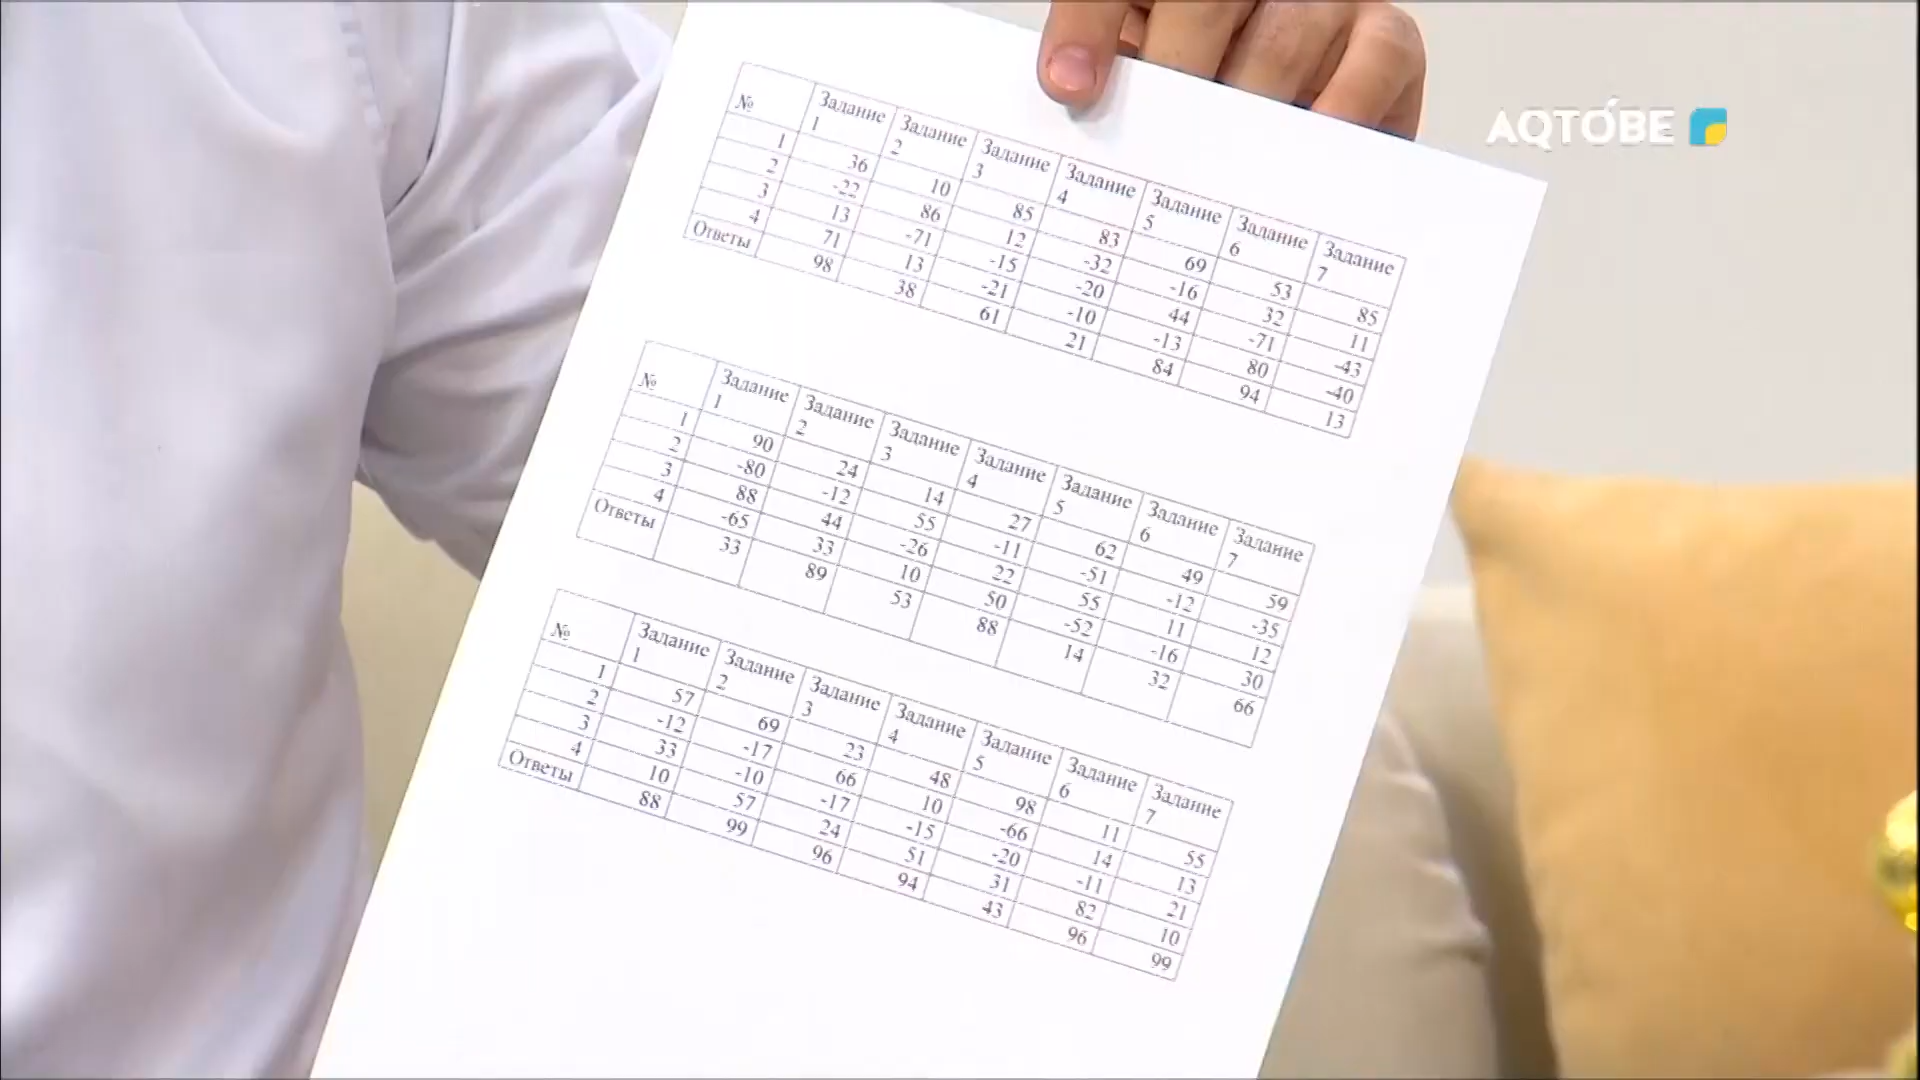 AQTÓBE
№ Задание 1 Задание 2 Задание 3 Задание 4 Задание 5 Задание 6 Задание 7
1 36 10 85 83 69 53 85
2 -22 86 12 -32 -16 32 11
3 13 -71 -15 -20 44 -71 -43
4 71 13 -21 -10 -13 80 -40
Ответы 98 38 61 21 84 94 13
№ Задание 1 Задание 2 Задание 3 Задание 4 Задание 5 Задание 6 Задание 7
1 90 24 14 27 62 49 59
2 -80 -12 55 -11 -51 -12 -35
3 88 44 -26 22 55 11 12
4 -65 33 10 50 -52 -16 30
Ответы 33 89 53 88 14 32 66
№ Задание 1 Задание 2 Задание 3 Задание 4 Задание 5 Задание 6 Задание 7
1 57 69 23 48 98 11 55
2 -12 -17 66 10 -66 14 13
3 33 -10 -17 -15 -20 -11 21
4 10 57 24 51 31 82 10
Ответы 88 99 96 94 43 96 99